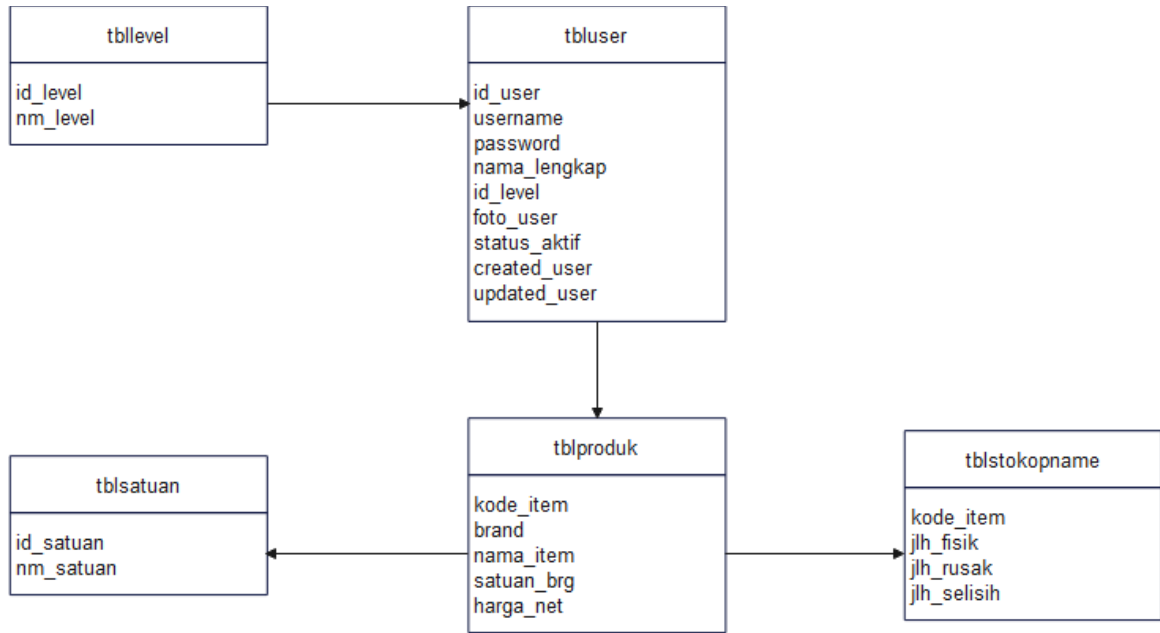 tbllevel
id_level
nm_level
tbluser
id_user
username
password
nama_lengkap
id_level
foto_user
status_aktif
created_user
updated_user
tblsatuan
id_satuan
nm_satuan
tblproduk
kode_item
brand
nama_item
satuan_brg
harga_net
tblstokopname
kode_item
jlh_fisik
jlh_rusak
jlh_selisih